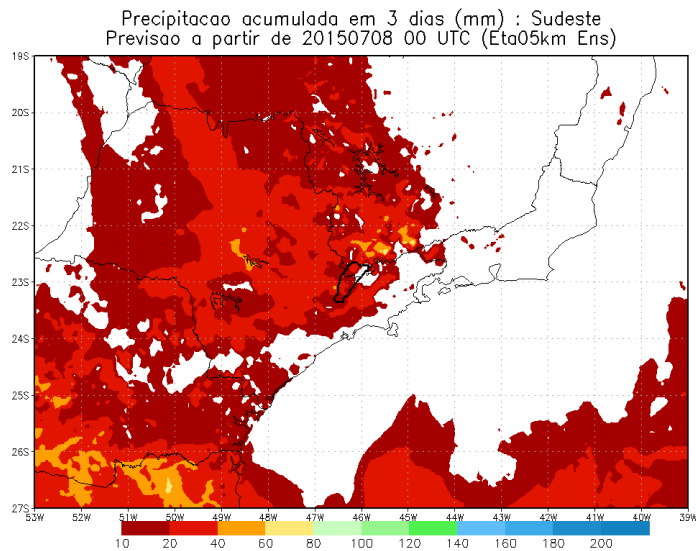 Precipitacao acumulada em 3 dias (mm) : Sudeste
Previsao a partir de 20150708 00 UTC (Eta05km Ens)
19S
20S
21S
22S
23S
24S
25S
26S
27S
53W 52W 51W 50W 49W 48W 47W 46W 45W 44W 43W 42W 41W 40W 39W
10 20 40 60 80 100 120 140 160 180 200